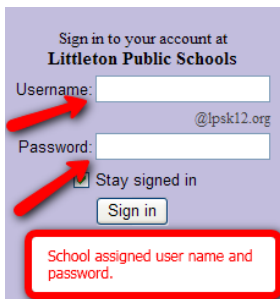 Sign in to your account at
Littleton Public Schools
Username:
@lpsk12.org
Password:
Stay signed in
Sign in
School assigned user name and
password.